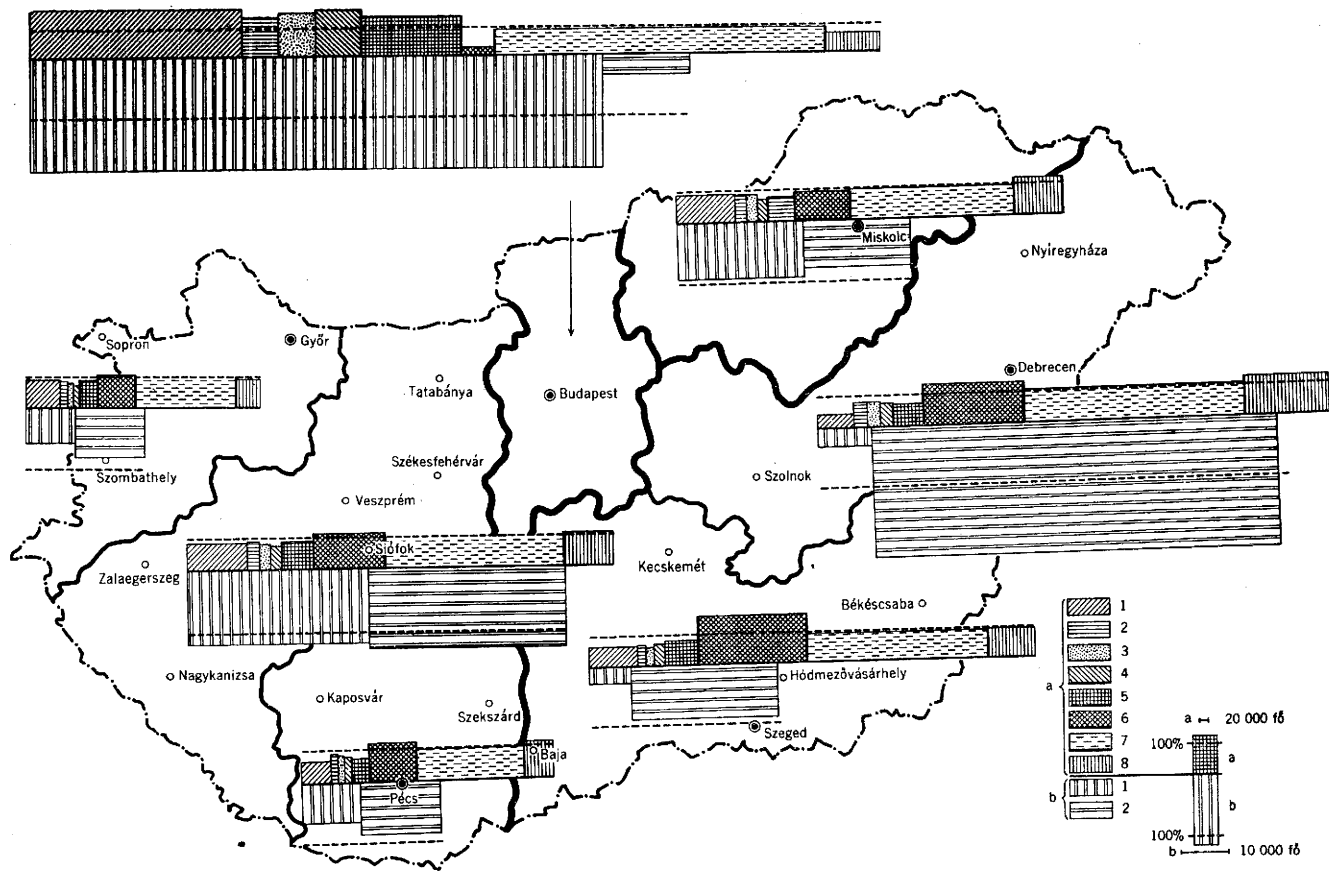 Miskolc
Nyíregyháza
Sopron
Győr
Tatabánya
Budapest
Debrecen
Szombathely
Székesfehérvár
Veszprém
Szolnok
Siófok
Zalaegerszeg
Kecskemét
Békéscsaba
Nagykanizsa
Kaposvár
Szekszárd
Hódmezővásárhely
Szeged
Baja
Pécs
a
1
2
3
4
5
6
7
8
b
1
2
a 20 000 fő
100%
a
b
100%
b 10 000 fő